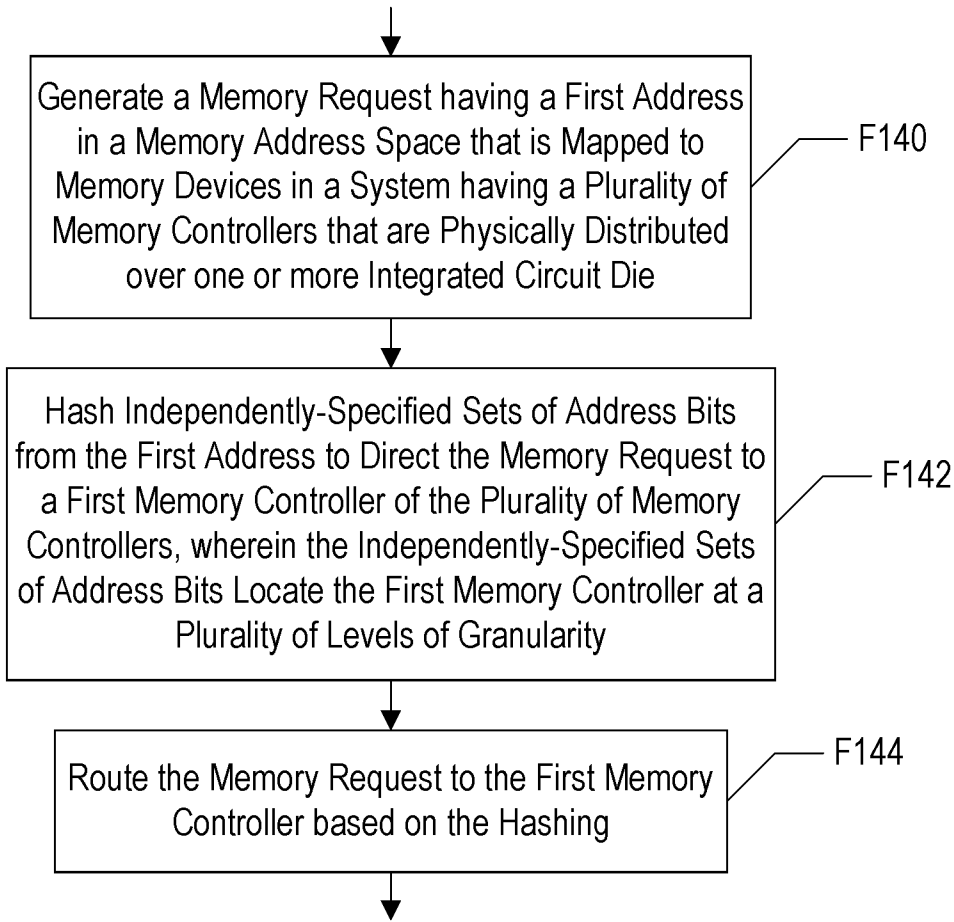 Generate a Memory Request having a First Address
in a Memory Address Space that is Mapped to
Memory Devices in a System having a Plurality of
Memory Controllers that are Physically Distributed
over one or more Integrated Circuit Die
F140
Hash Independently-Specified Sets of Address Bits
from the First Address to Direct the Memory Request to
a First Memory Controller of the Plurality of Memory
Controllers, wherein the Independently-Specified Sets
of Address Bits Locate the First Memory Controller at a
Plurality of Levels of Granularity
F142
Route the Memory Request to the First Memory
Controller based on the Hashing
F144